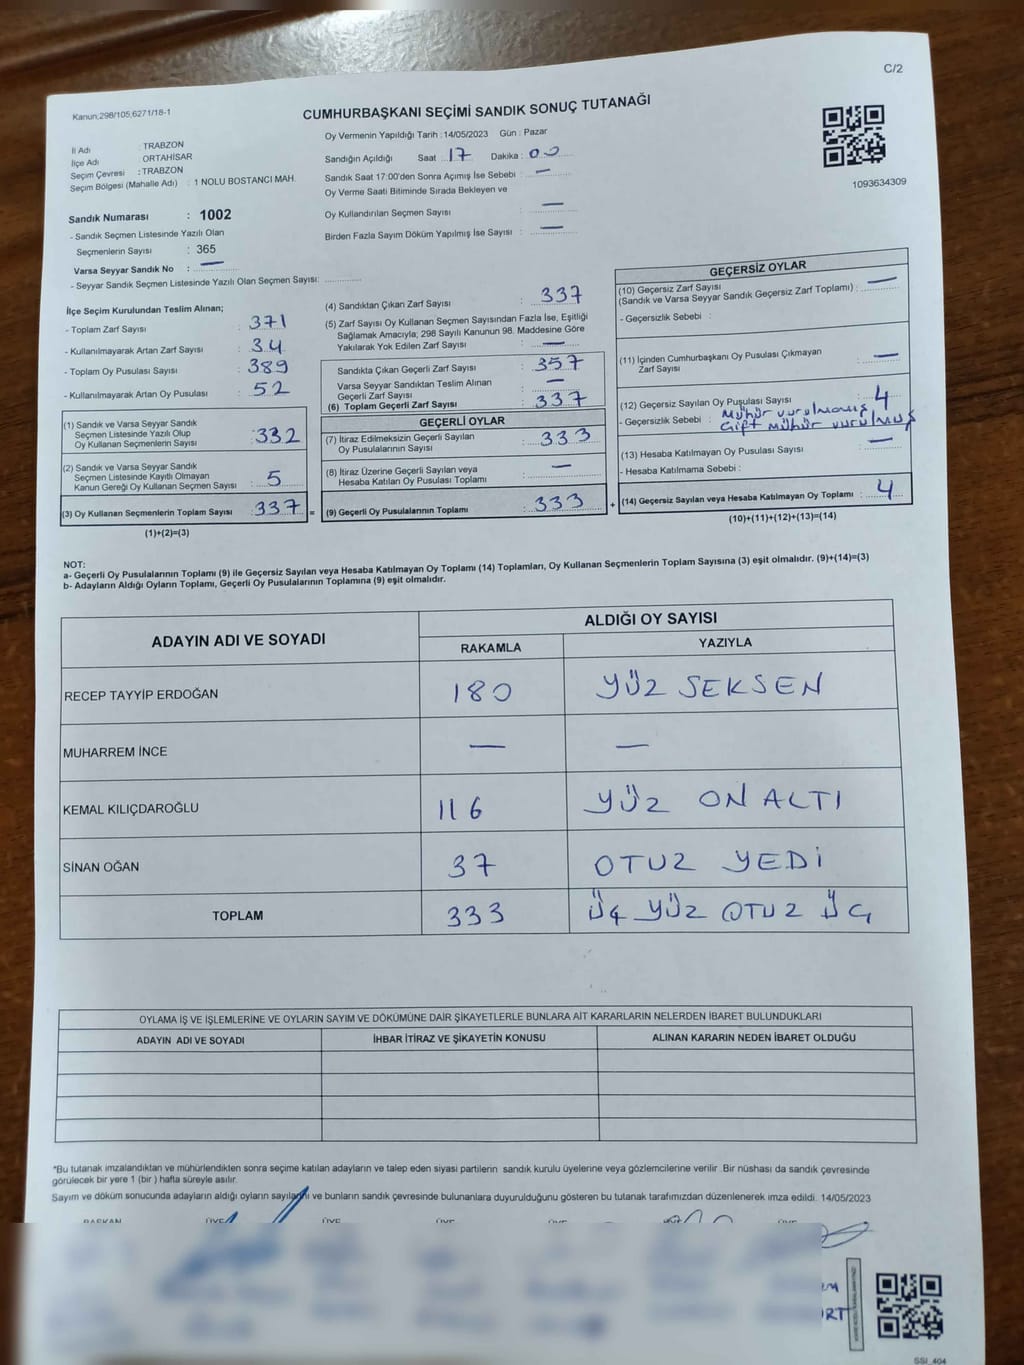 C/2
Kanun;298/105;6271/18-1
CUMHURBAŞKANI SEÇİMİ SANDIK SONUÇ TUTANAĞI
İl Adı : TRABZON
İlçe Adı ORTAHİSAR
Seçim Çevresi : TRABZON
Seçim Bölgesi (Mahalle Adı) : 1 NOLU BOSTANCI MAH.
Sandık Numarası : 1002
- Sandık Seçmen Listesinde Yazılı Olan
Seçmenlerin Sayısı : 365
Varsa Seyyar Sandık No : —
- Seyyar Sandık Seçmen Listesinde Yazılı Olan Seçmen Sayısı:
Oy Vermenin Yapıldığı Tarih : 14/05/2023 Gün : Pazar
Sandığın Açıldığı Saat 17 Dakika : 00
Sandık Saat 17:00'den Sonra Açımış İse Sebebi : —
Oy Verme Saati Bitiminde Sırada Bekleyen ve
Oy Kullandırılan Seçmen Sayısı : —
Birden Fazla Sayım Döküm Yapılmış İse Sayısı : —
1093634309
İlçe Seçim Kurulundan Teslim Alınan;
- Toplam Zarf Sayısı : 371
- Kullanılmayarak Artan Zarf Sayısı : 34
- Toplam Oy Pusulası Sayısı : 389
- Kullanılmayarak Artan Oy Pusulası : 52
(1) Sandık ve Varsa Seyyar Sandık
Seçmen Listesinde Yazılı Olup
Oy Kullanan Seçmenlerin Sayısı : 332
(2) Sandık ve Varsa Seyyar Sandık
Seçmen Listesinde Kayıtlı Olmayan
Kanun Gereği Oy Kullanan Seçmen Sayısı : 5
(3) Oy Kullanan Seçmenlerin Toplam Sayısı : 337 =
(1)+(2)=(3)
(4) Sandıktan Çıkan Zarf Sayısı : 337
(5) Zarf Sayısı Oy Kullanan Seçmen Sayısından Fazla İse, Eşitliği
Sağlamak Amacıyla; 298 Sayılı Kanunun 98. Maddesine Göre
Yakılarak Yok Edilen Zarf Sayısı : —
Sandıkta Çıkan Geçerli Zarf Sayısı : 357
Varsa Seyyar Sandıktan Teslim Alınan
Geçerli Zarf Sayısı : —
(6) Toplam Geçerli Zarf Sayısı : 337
GEÇERLİ OYLAR
(7) İtiraz Edilmeksizin Geçerli Sayılan
Oy Pusulalarının Sayısı : 333
(8) İtiraz Üzerine Geçerli Sayılan veya
Hesaba Katılan Oy Pusulası Toplamı : —
(9) Geçerli Oy Pusulalarının Toplamı : 333 +
GEÇERSİZ OYLAR
(10) Geçersiz Zarf Sayısı
(Sandık ve Varsa Seyyar Sandık Geçersiz Zarf Toplamı) : —
- Geçersizlik Sebebi :
(11) İçinden Cumhurbaşkanı Oy Pusulası Çıkmayan
Zarf Sayısı : —
(12) Geçersiz Sayılan Oy Pusulası Sayısı : 4
- Geçersizlik Sebebi : Mühür vurulmamış
Çift mühür vurulmuş
(13) Hesaba Katılmayan Oy Pusulası Sayısı : —
- Hesaba Katılmama Sebebi :
(14) Geçersiz Sayılan veya Hesaba Katılmayan Oy Toplamı : 4
(10)+(11)+(12)+(13)=(14)
NOT:
a- Geçerli Oy Pusulalarının Toplamı (9) ile Geçersiz Sayılan veya Hesaba Katılmayan Oy Toplamı (14) Toplamları, Oy Kullanan Seçmenlerin Toplam Sayısına (3) eşit olmalıdır. (9)+(14)=(3)
b- Adayların Aldığı Oyların Toplamı, Geçerli Oy Pusulalarının Toplamına (9) eşit olmalıdır.
ADAYIN ADI VE SOYADI ALDIĞI OY SAYISI
RAKAMLA YAZIYLA
RECEP TAYYİP ERDOĞAN 180 YÜZ SEKSEN
MUHARREM İNCE — —
KEMAL KILIÇDAROĞLU 116 YÜZ ON ALTI
SİNAN OĞAN 37 OTUZ YEDİ
TOPLAM 333 ÜÇ YÜZ OTUZ ÜÇ
OYLAMA İŞ VE İŞLEMLERİNE VE OYLARIN SAYIM VE DÖKÜMÜNE DAİR ŞİKAYETLERLE BUNLARA AİT KARARLARIN NELERDEN İBARET BULUNDUKLARI
ADAYIN ADI VE SOYADI İHBAR İTİRAZ VE ŞİKAYETİN KONUSU ALINAN KARARIN NEDEN İBARET OLDUĞU
*Bu tutanak imzalandıktan ve mühürlendikten sonra seçime katılan adayların ve talep eden siyasi partilerin sandık kurulu üyelerine veya gözlemcilerine verilir. Bir nüshası da sandık çevresinde
görülecek bir yere 1 (bir ) hafta süreyle asılır.
Sayım ve döküm sonucunda adayların aldığı oyların sayılarını ve bunların sandık çevresinde bulunanlara duyurulduğunu gösteren bu tutanak tarafımızdan düzenlenerek imza edildi. 14/05/2023
BAŞKAN ÜYE ÜYE ÜYE ÜYE ÜYE
SSI_404